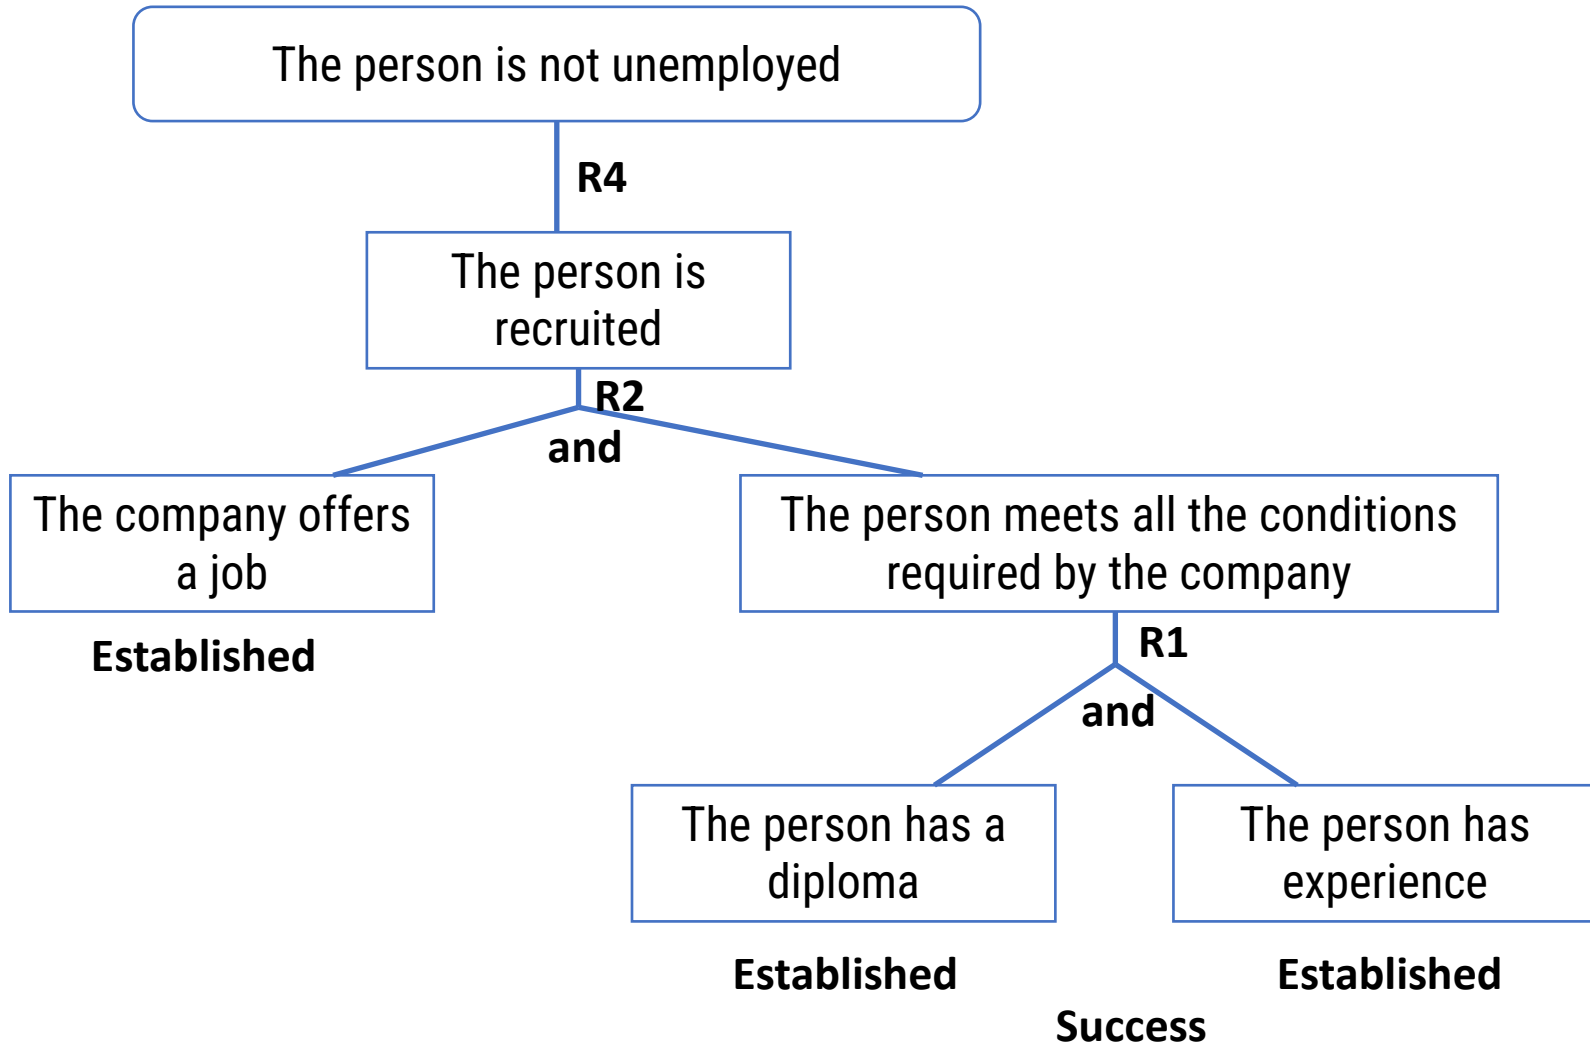 The person is not unemployed
R4
The person is
recruited
R2
and
The company offers
a job
Established
The person meets all the conditions
required by the company
R1
and
The person has a
diploma
Established
The person has
experience
Established
Success